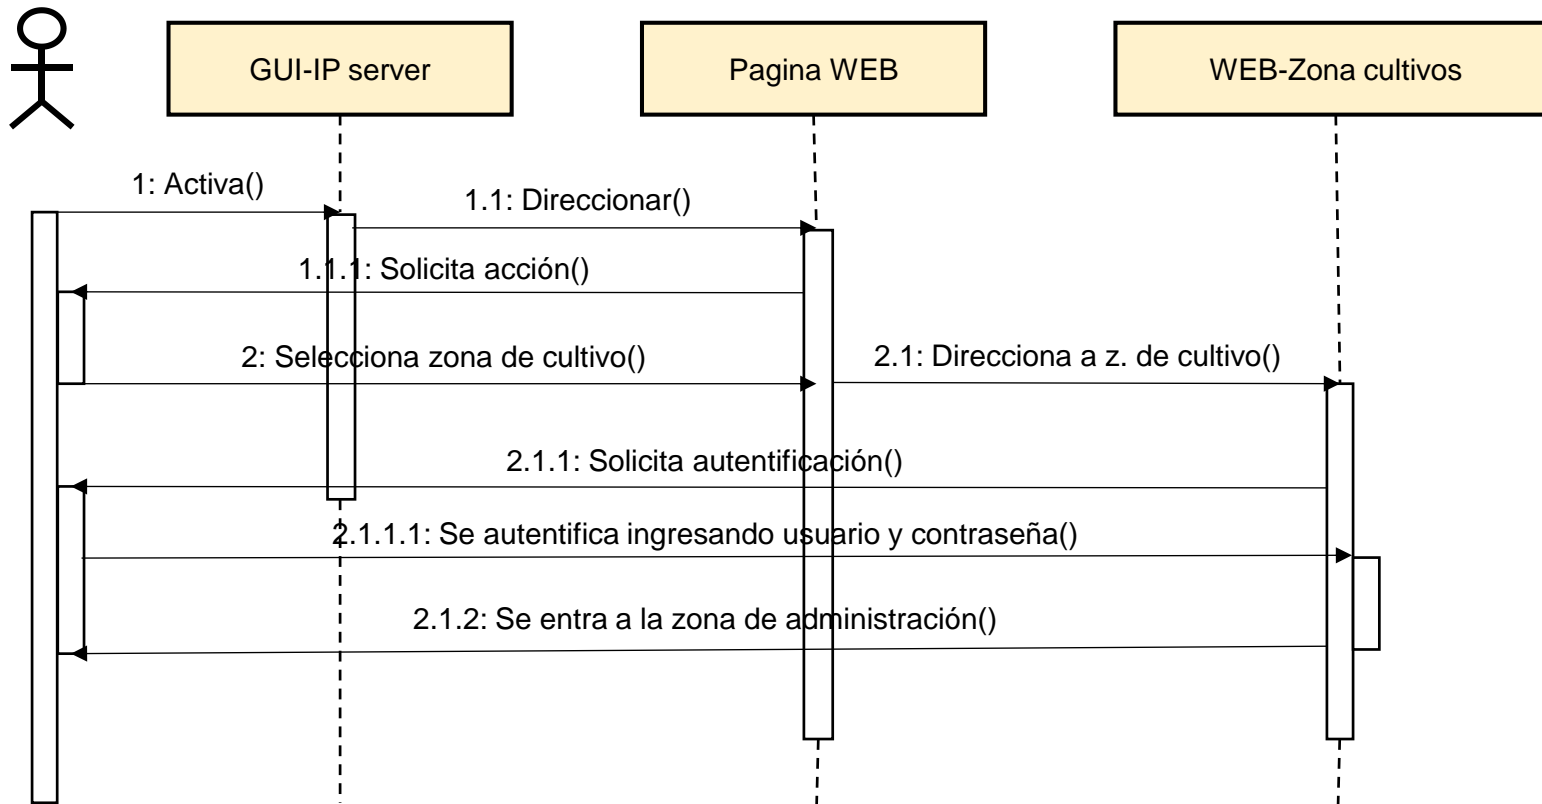 GUI-IP server
Pagina WEB
WEB-Zona cultivos
1: Activa()
1.1: Direccionar()
1.1.1: Solicita acción()
2: Selecciona zona de cultivo()
2.1: Direcciona a z. de cultivo()
2.1.1: Solicita autentificación()
2.1.1.1: Se autentifica ingresando usuario y contraseña()
2.1.2: Se entra a la zona de administración()